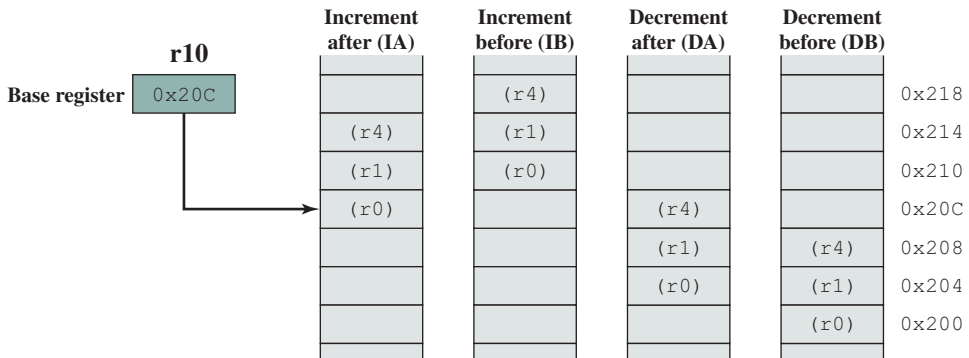 Increment after (IA)
Increment before (IB)
Decrement after (DA)
Decrement before (DB)
r10
Base register 0x20C
(r4) 0x218
(r4) (r1) 0x214
(r1) (r0) 0x210
(r0) (r4) 0x20C
(r1) (r4) 0x208
(r0) (r1) 0x204
(r0) 0x200